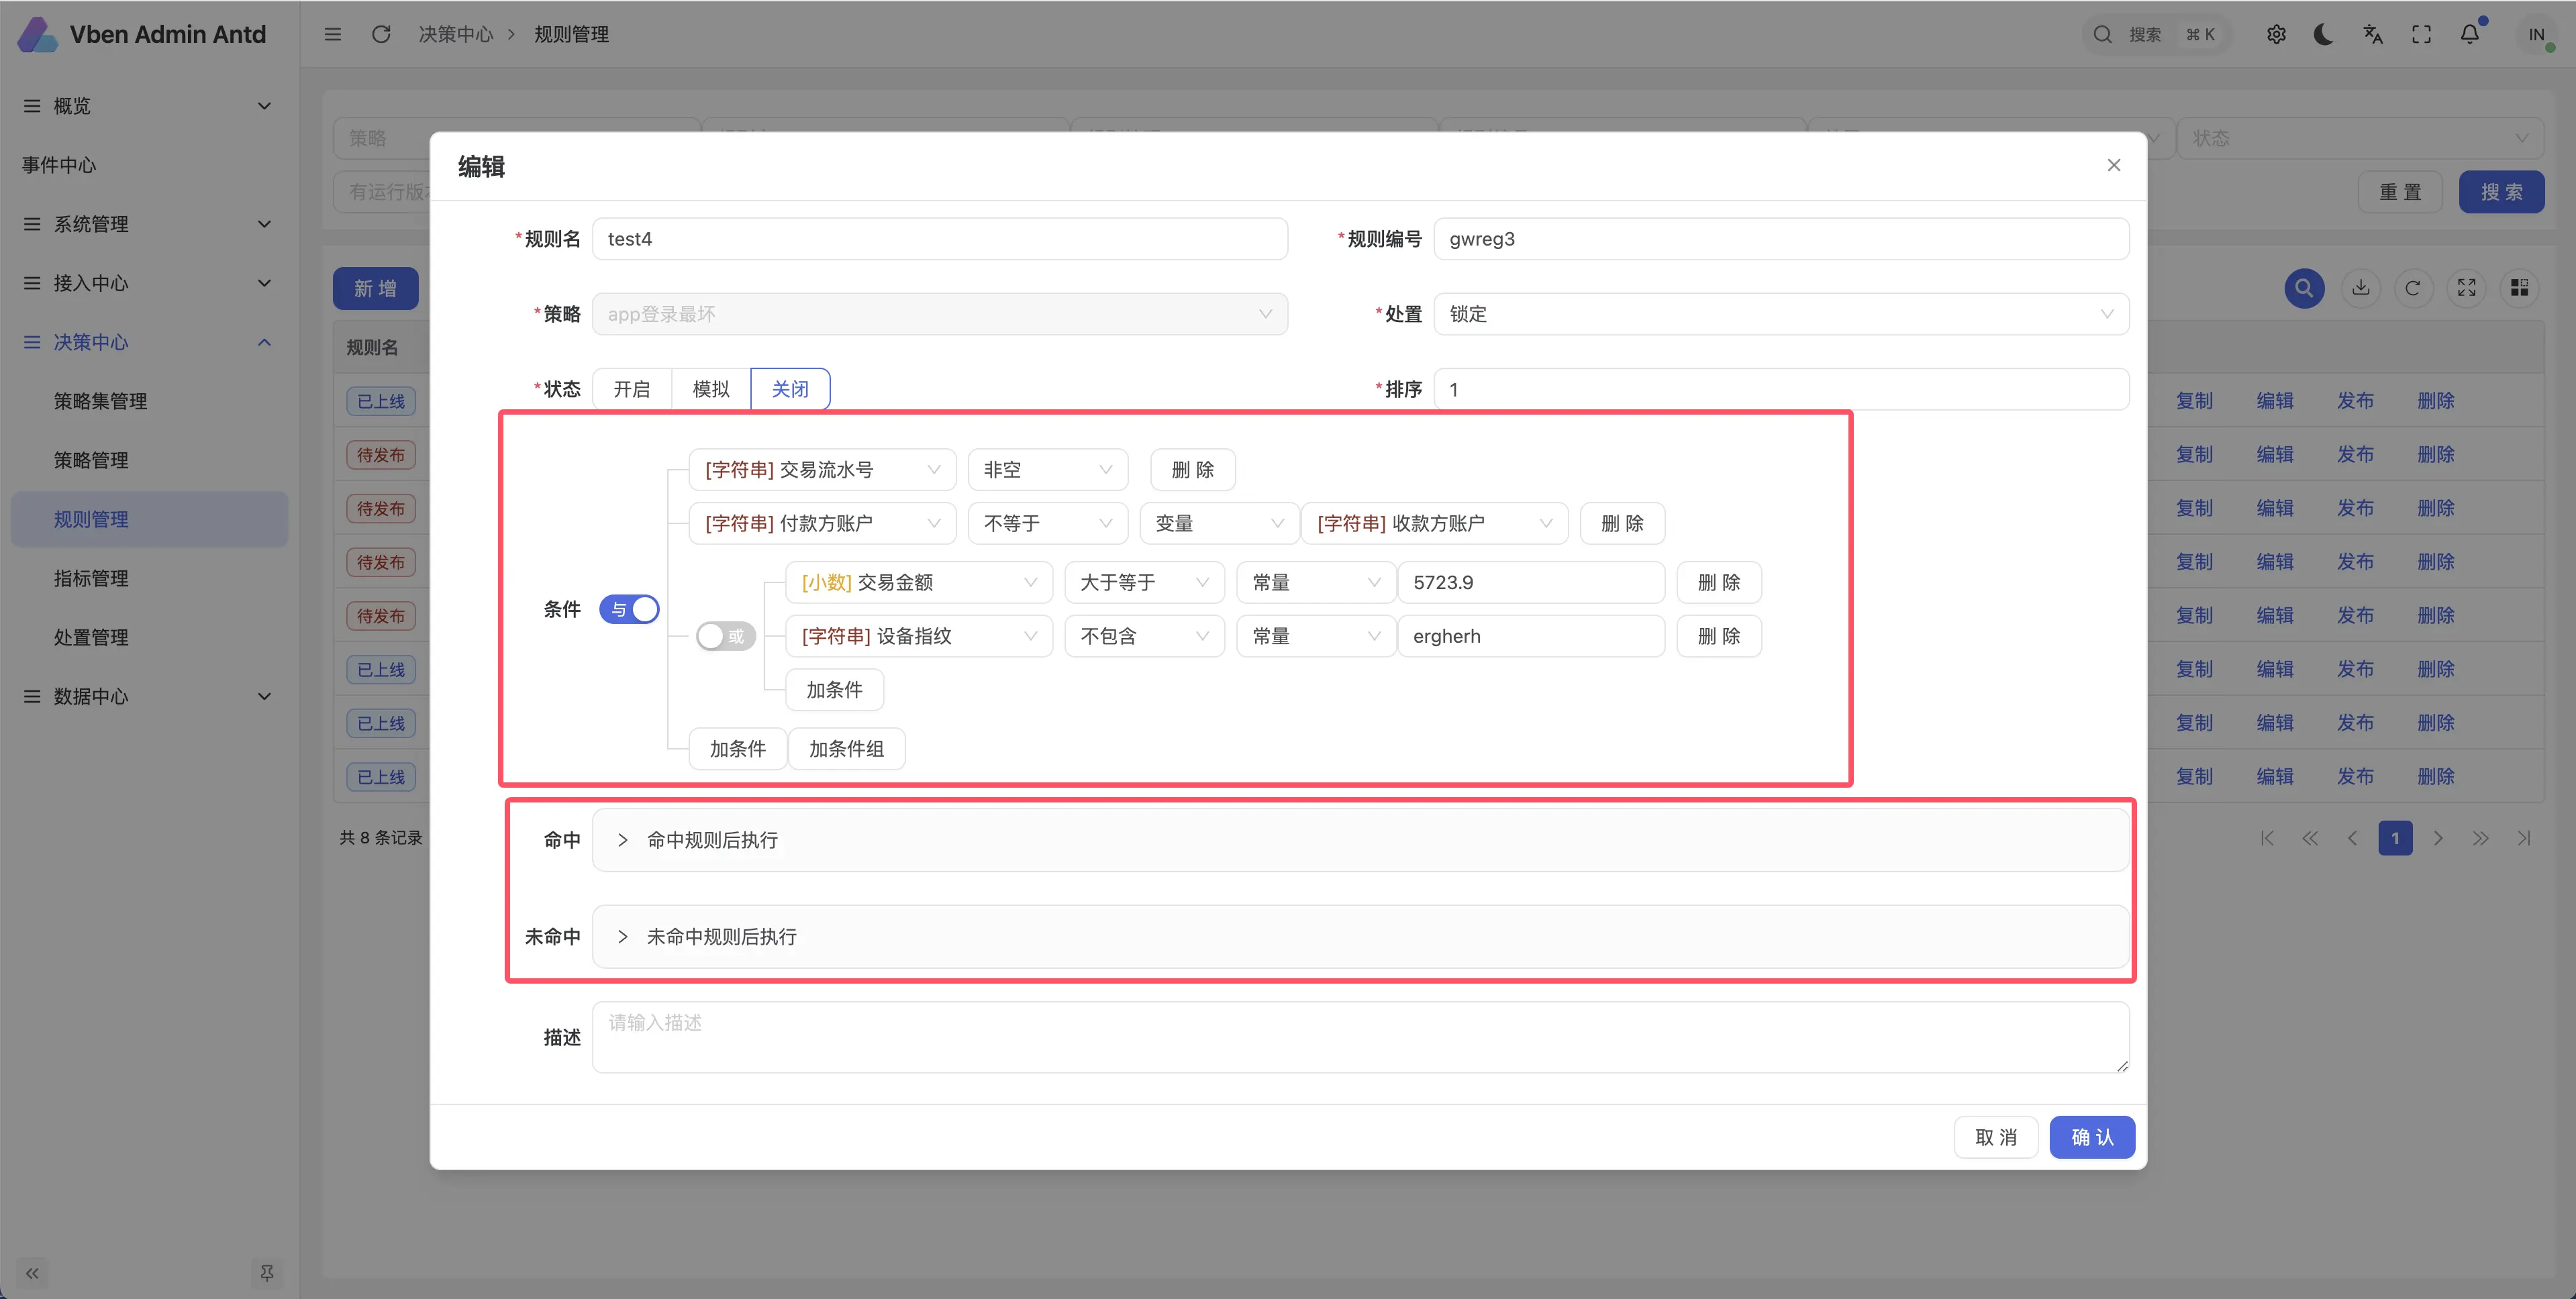 Vben Admin Antd
决策中心 > 规则管理
搜索 ⌘ K
IN
概览
事件中心
系统管理
接入中心
决策中心
策略集管理
策略管理
规则管理
指标管理
处置管理
数据中心
策略
状态
有运行版
重 置
搜 索
新 增
规则名
已上线
复制 编辑 发布 删除
待发布
复制 编辑 发布 删除
待发布
复制 编辑 发布 删除
待发布
复制 编辑 发布 删除
待发布
复制 编辑 发布 删除
已上线
复制 编辑 发布 删除
已上线
复制 编辑 发布 删除
已上线
复制 编辑 发布 删除
共 8 条记录
1
编辑
*规则名 test4
*规则编号 gwreg3
*策略 app登录最坏
*处置 锁定
*状态 开启 模拟 关闭
*排序 1
[字符串] 交易流水号 非空 删 除
[字符串] 付款方账户 不等于 变量 [字符串] 收款方账户 删 除
[小数] 交易金额 大于等于 常量 5723.9 删 除
条件 与
或
[字符串] 设备指纹 不包含 常量 ergherh 删 除
加条件
加条件 加条件组
命中 > 命中规则后执行
未命中 > 未命中规则后执行
描述 请输入描述
取 消 确 认